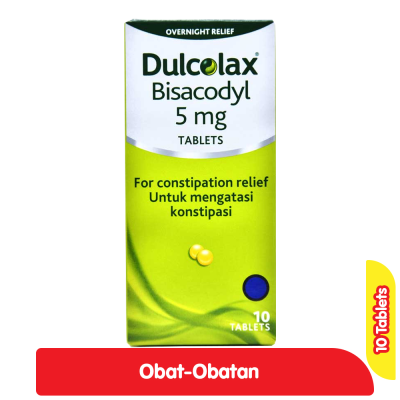 OVERNIGHT RELIEF
Dulcolax®
Bisacodyl
5 mg
TABLETS
For constipation relief
Untuk mengatasi
konstipasi
10
TABLETS
10 Tablets
Obat-Obatan